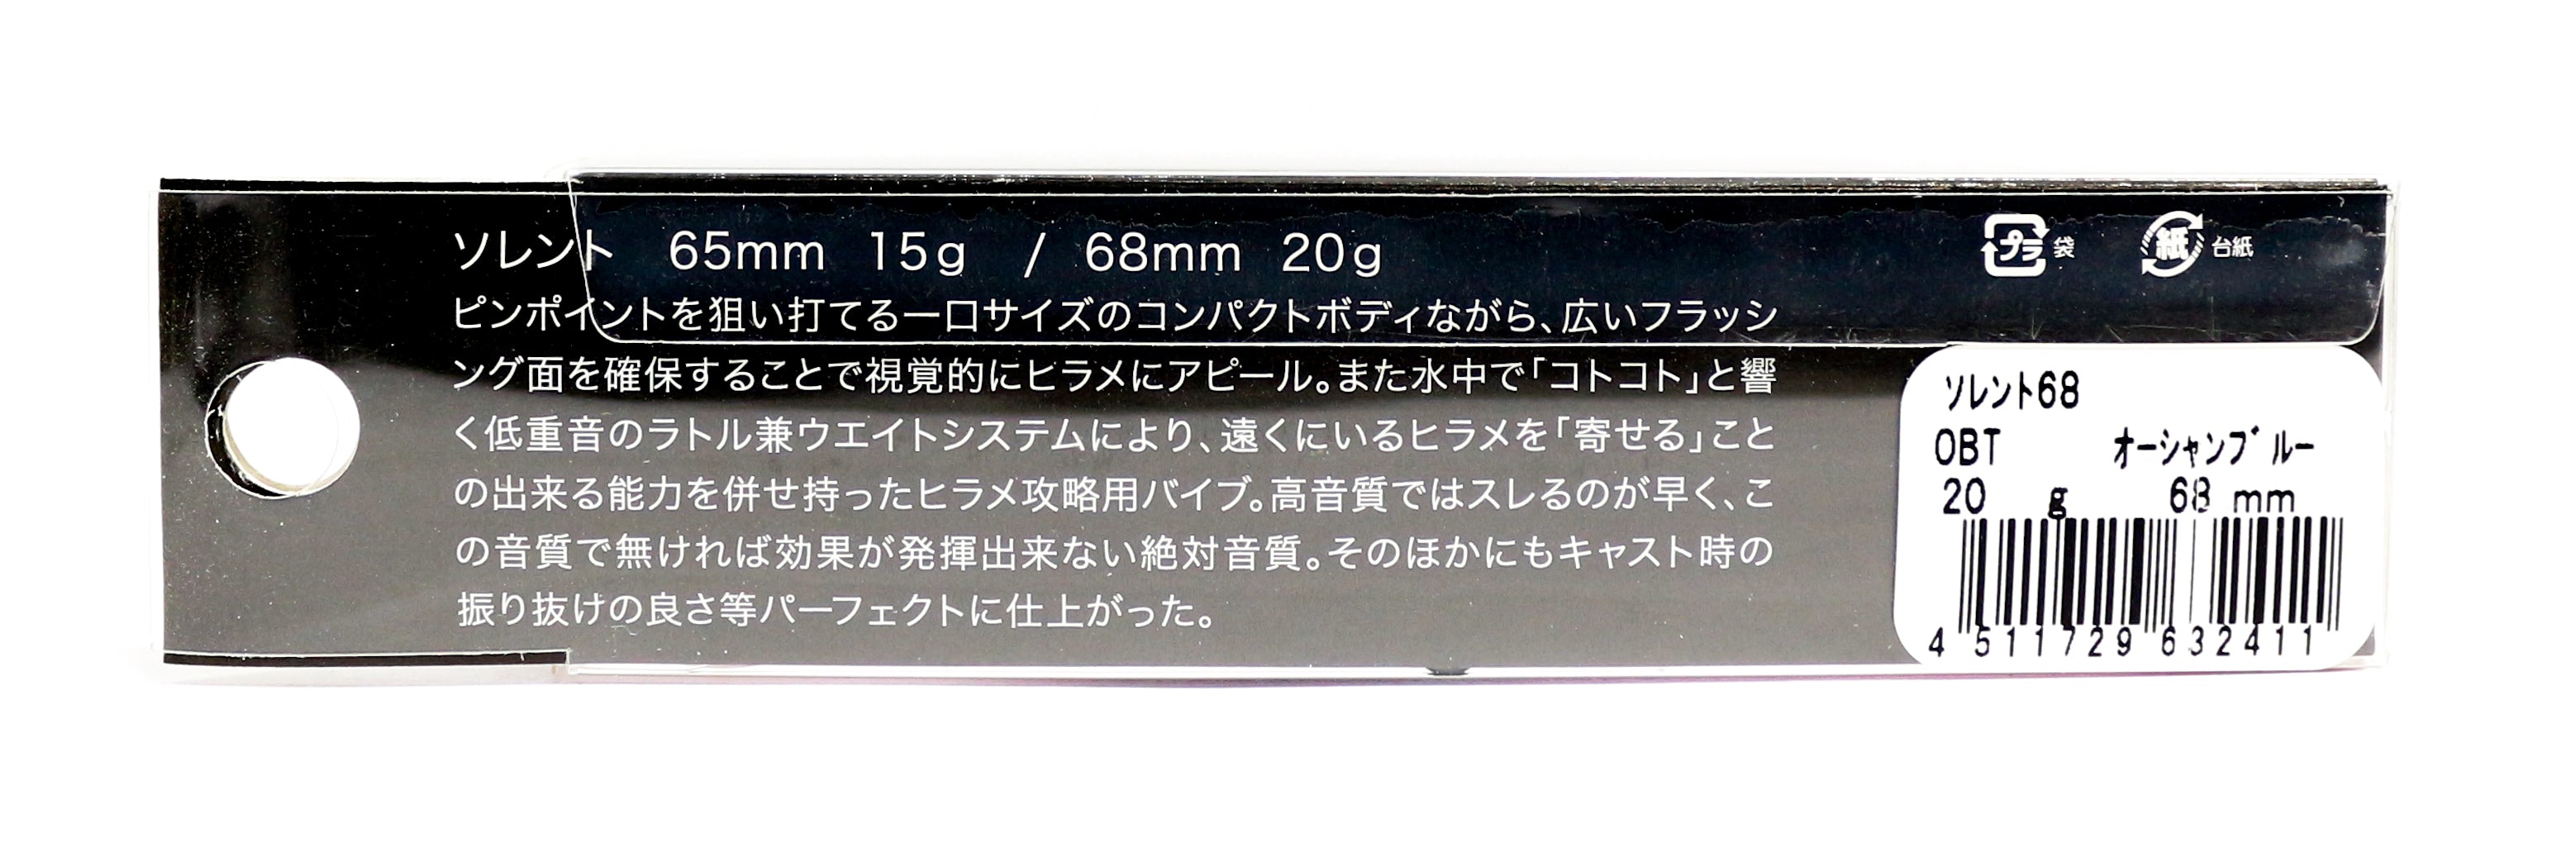 ソレント　65mm　15g　/　68mm　20g
ピンポイントを狙い打てる一口サイズのコンパクトボディながら、広いフラッシ
ング面を確保することで視覚的にヒラメにアピール。また水中で「コトコト」と響
く低重音のラトル兼ウエイトシステムにより、遠くにいるヒラメを「寄せる」こと
の出来る能力を併せ持ったヒラメ攻略用バイブ。高音質ではスレるのが早く、こ
の音質で無ければ効果が発揮出来ない絶対音質。そのほかにもキャスト時の
振り抜けの良さ等パーフェクトに仕上がった。
プラ 袋
紙 台紙
ソレント68
OBT　オーシャンブルー
20 g　68 mm
4 511729 632411